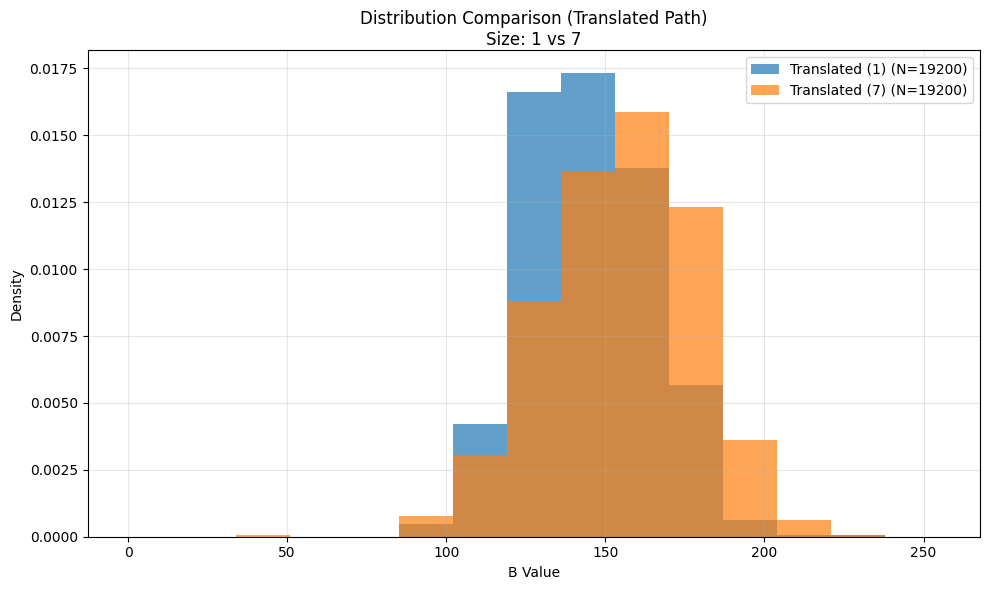 Distribution Comparison (Translated Path)
Size: 1 vs 7
Translated (1) (N=19200)
Translated (7) (N=19200)
0.0175
0.0150
0.0125
0.0100
0.0075
0.0050
0.0025
0.0000
Density
0 50 100 150 200 250
B Value